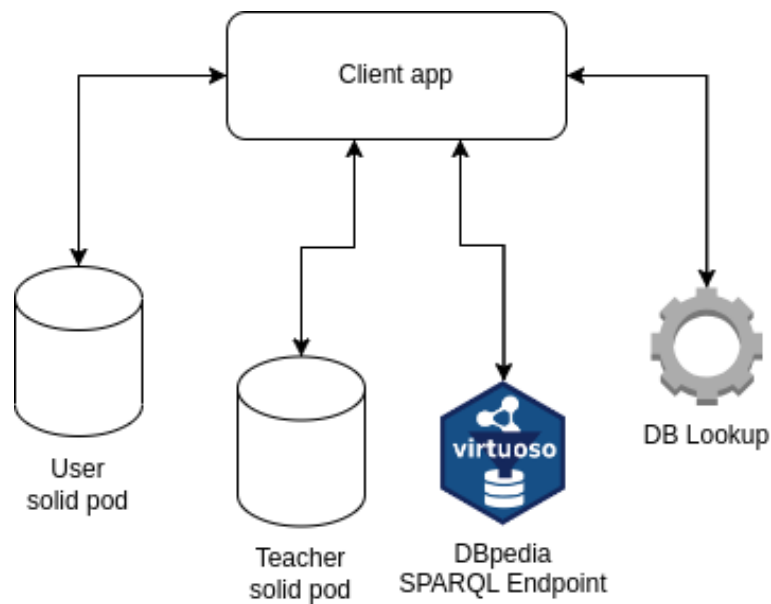 Client app
User
solid pod
Teacher
solid pod
virtuoso
DBpedia
SPARQL Endpoint
DB Lookup